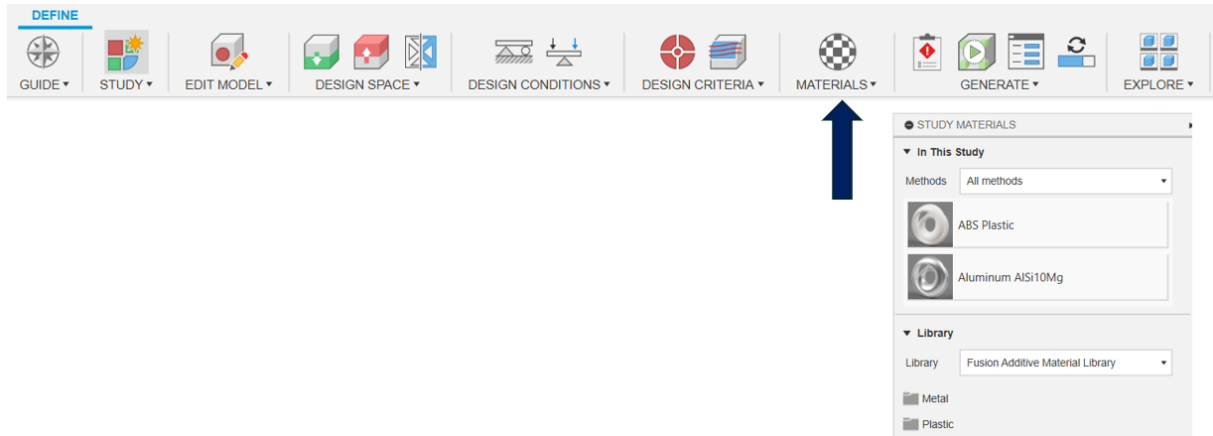 DEFINE
GUIDE
STUDY
EDIT MODEL
DESIGN SPACE
DESIGN CONDITIONS
DESIGN CRITERIA
MATERIALS
GENERATE
EXPLORE
STUDY MATERIALS
In This Study
Methods All methods
ABS Plastic
Aluminum AlSi10Mg
Library
Library Fusion Additive Material Library
Metal
Plastic